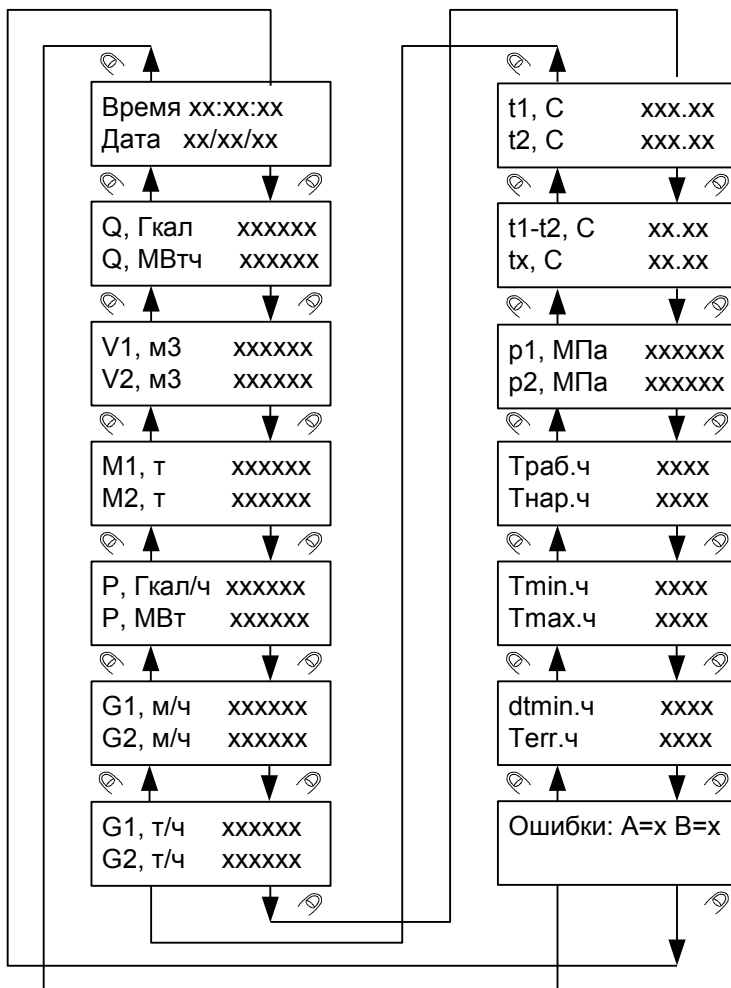 Время xx:xx:xx
Дата xx/xx/xx
Q, Гкал xxxxxx
Q, МВтч xxxxxx
V1, м3 xxxxxx
V2, м3 xxxxxx
M1, т xxxxxx
M2, т xxxxxx
P, Гкал/ч xxxxxx
P, МВт xxxxxx
G1, м/ч xxxxxx
G2, м/ч xxxxxx
G1, т/ч xxxxxx
G2, т/ч xxxxxx
t1, C xxx.xx
t2, C xxx.xx
t1-t2, C xx.xx
tx, C xx.xx
p1, МПа xxxxxx
p2, МПа xxxxxx
Траб.ч xxxx
Тнар.ч xxxx
Tmin.ч xxxx
Tmax.ч xxxx
dtmin.ч xxxx
Terr.ч xxxx
Ошибки: A=x B=x